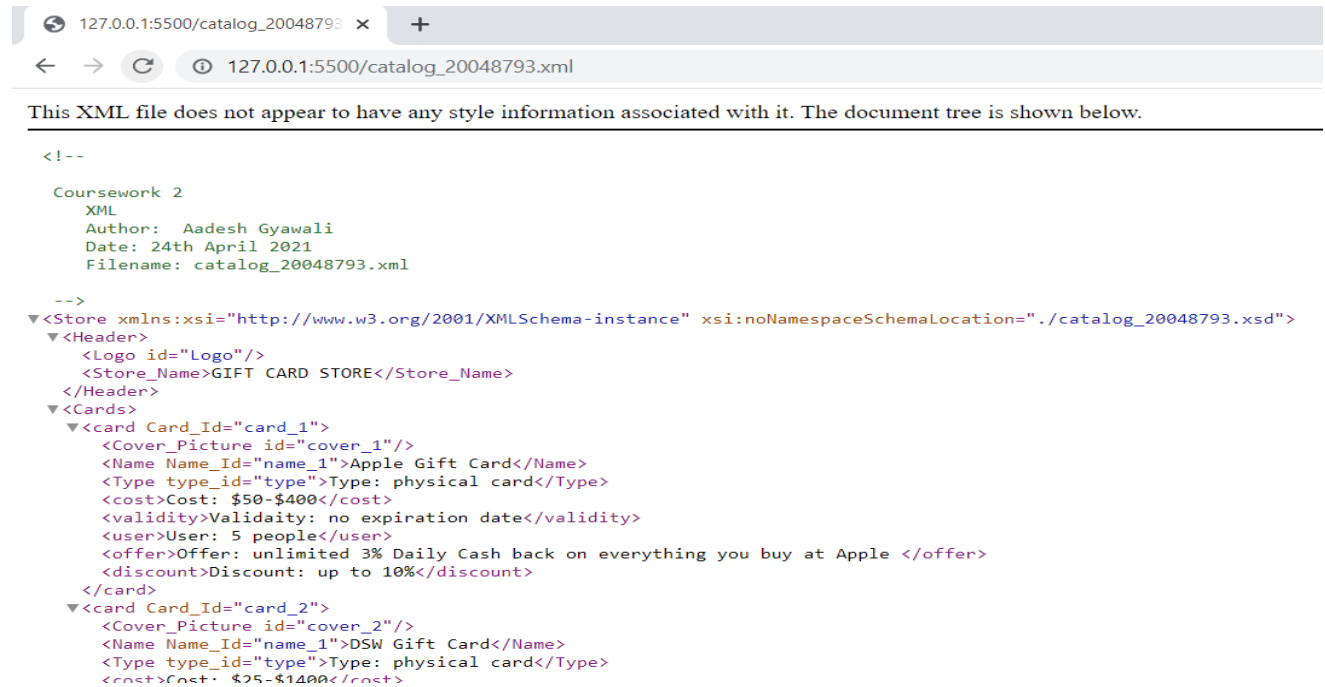 127.0.0.1:5500/catalog_20048793
127.0.0.1:5500/catalog_20048793.xml
This XML file does not appear to have any style information associated with it. The document tree is shown below.
<!--
Coursework 2
XML
Author:  Aadesh Gyawali
Date: 24th April 2021
Filename: catalog_20048793.xml
-->
▼<Store xmlns:xsi="http://www.w3.org/2001/XMLSchema-instance" xsi:noNamespaceSchemaLocation="./catalog_20048793.xsd">
▼<Header>
<Logo id="Logo"/>
<Store_Name>GIFT CARD STORE</Store_Name>
</Header>
▼<Cards>
▼<card Card_Id="card_1">
<Cover_Picture id="cover_1"/>
<Name Name_Id="name_1">Apple Gift Card</Name>
<Type type_id="type">Type: physical card</Type>
<cost>Cost: $50-$400</cost>
<validity>Validaity: no expiration date</validity>
<user>User: 5 people</user>
<offer>Offer: unlimited 3% Daily Cash back on everything you buy at Apple </offer>
<discount>Discount: up to 10%</discount>
</card>
▼<card Card_Id="card_2">
<Cover_Picture id="cover_2"/>
<Name Name_Id="name_1">DSW Gift Card</Name>
<Type type_id="type">Type: physical card</Type>
<cost>Cost: $25-$1400</cost>